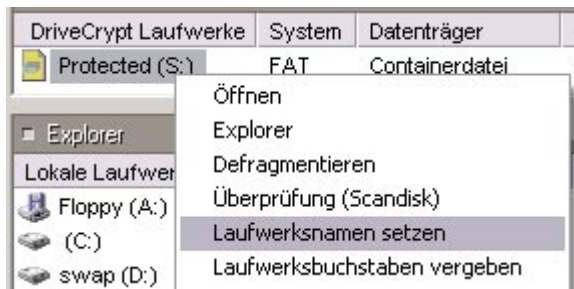 DriveCrypt Laufwerke System Datenträger
Protected (S:) FAT Containerdatei
Öffnen
Explorer
Defragmentieren
Überprüfung (Scandisk)
Laufwerksnamen setzen
Laufwerksbuchstaben vergeben
Explorer
Lokale
Floppy (A:)
(C:)
swap (D:)